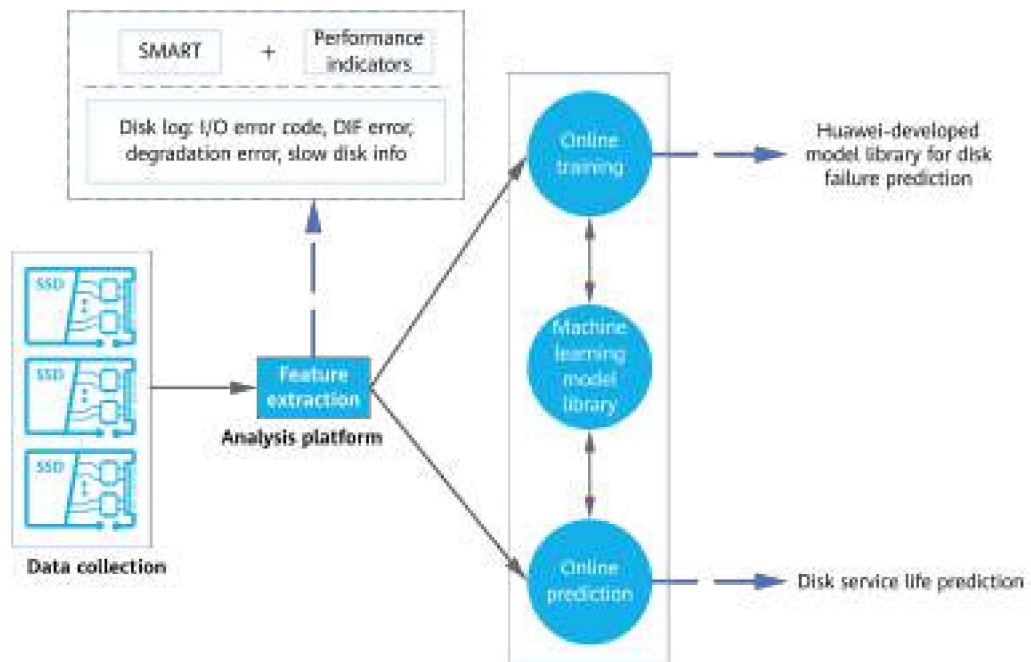 SMART
+
Performance
indicators
Disk log: I/O error code, DIF error,
degradation error, slow disk info
SSD
SSD
SSD
Data collection
Feature
extraction
Analysis platform
Online
training
Machine
learning
model
library
Online
prediction
Huawei-developed
model library for disk
failure prediction
Disk service life prediction